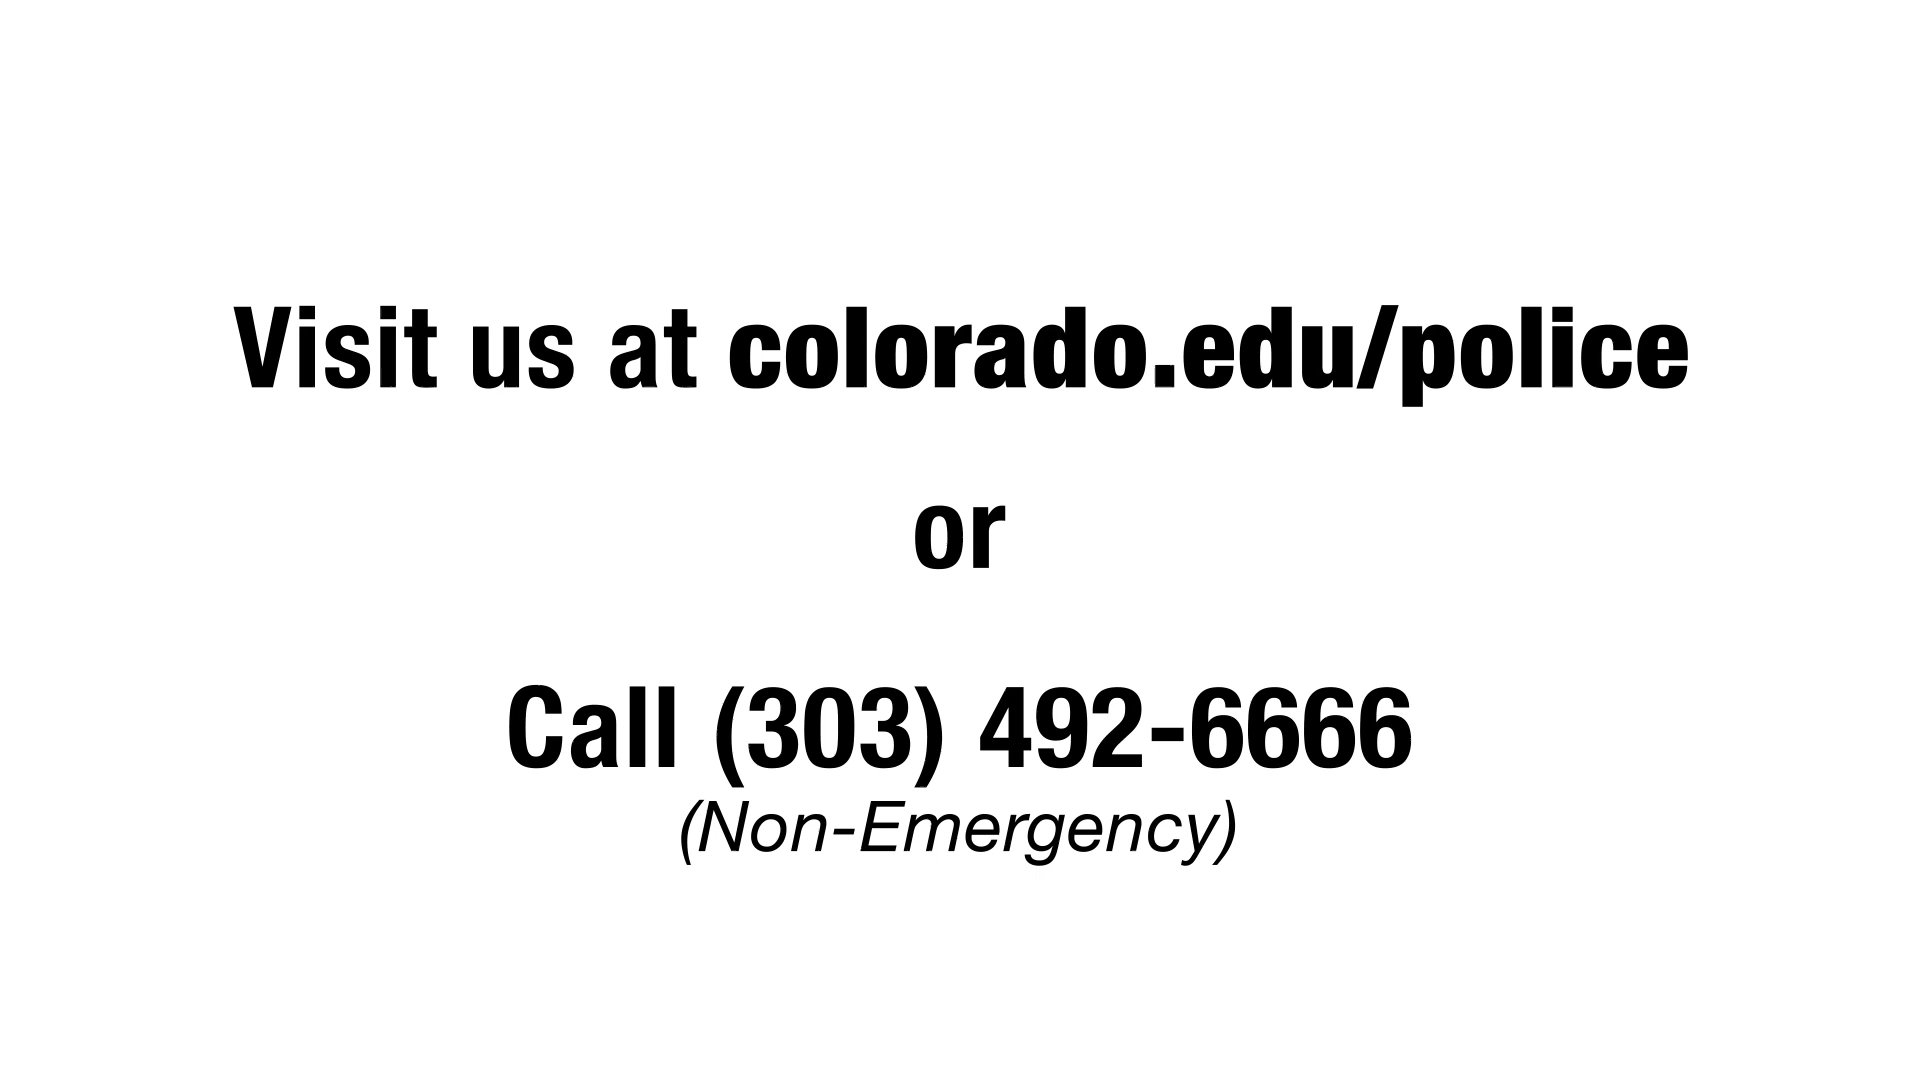 Visit us at colorado.edu/police
or
Call (303) 492-6666
(Non-Emergency)